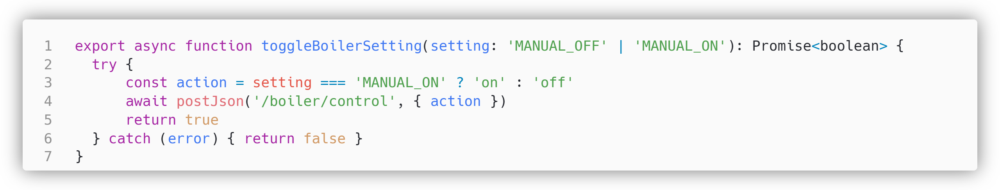 1 export async function toggleBoilerSetting(setting: 'MANUAL_OFF' | 'MANUAL_ON'): Promise<boolean> {
2   try {
3       const action = setting === 'MANUAL_ON' ? 'on' : 'off'
4       await postJson('/boiler/control', { action })
5       return true
6   } catch (error) { return false }
7 }